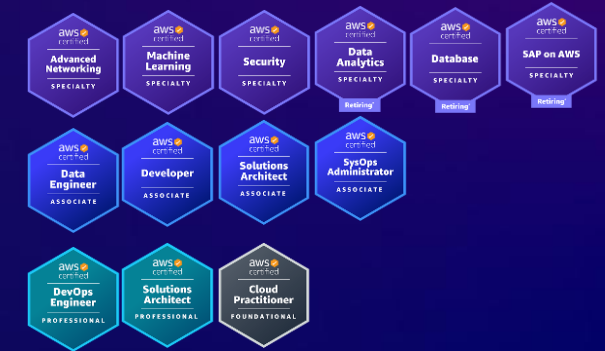 aws
certified
Advanced
Networking
SPECIALTY
aws
certified
Machine
Learning
SPECIALTY
aws
certified
Security
SPECIALTY
aws
certified
Data
Analytics
SPECIALTY
Retiring*
aws
certified
Database
SPECIALTY
Retiring*
aws
certified
SAP on AWS
SPECIALTY
Retiring*
aws
certified
Data
Engineer
ASSOCIATE
aws
certified
Developer
ASSOCIATE
aws
certified
Solutions
Architect
ASSOCIATE
aws
certified
SysOps
Administrator
ASSOCIATE
aws
certified
DevOps
Engineer
PROFESSIONAL
aws
certified
Solutions
Architect
PROFESSIONAL
aws
certified
Cloud
Practitioner
FOUNDATIONAL